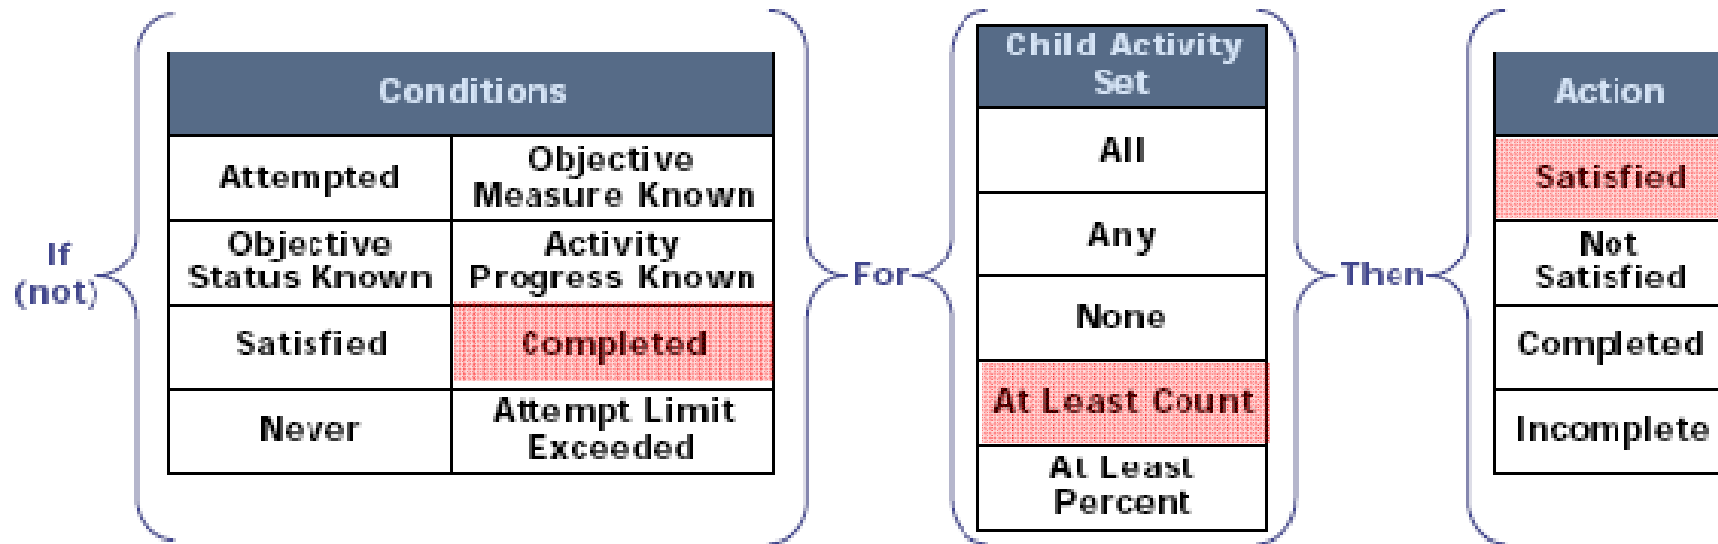 If
(not)
Conditions
Attempted
Objective
Measure Known
Objective
Status Known
Activity
Progress Known
Satisfied
Completed
Never
Attempt Limit
Exceeded
For
Child Activity
Set
All
Any
None
At Least Count
At Least
Percent
Then
Action
Satisfied
Not
Satisfied
Completed
Incomplete